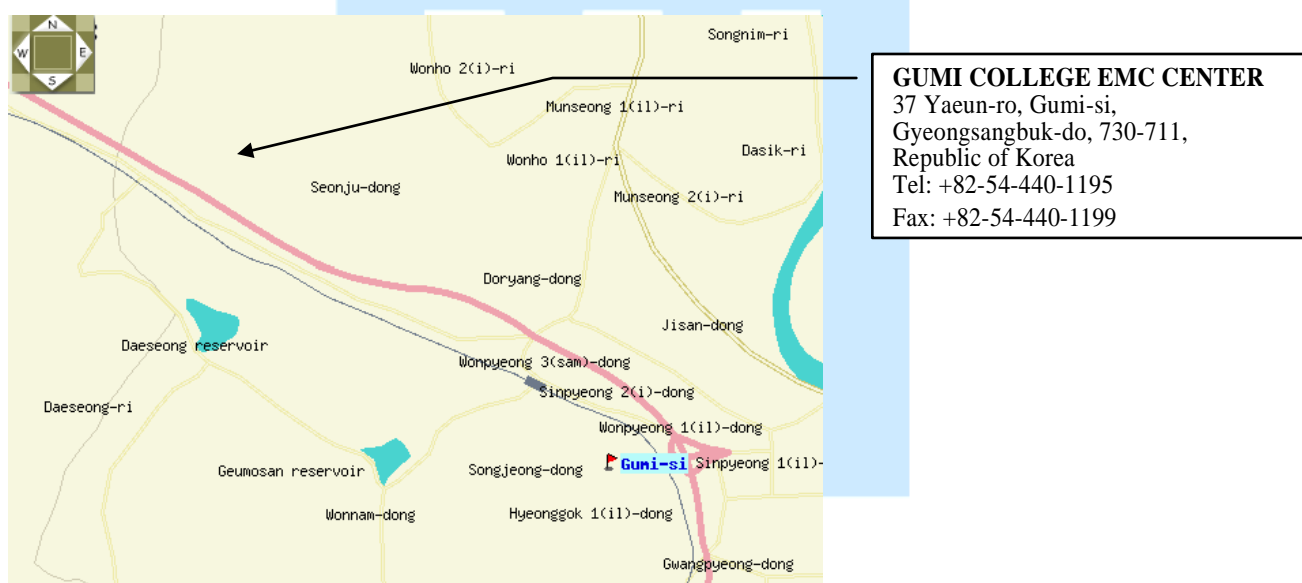 N
W
E
S
Songnim-ri
Wonho 2(i)-ri
Munseong 1(il)-ri
Wonho 1(il)-ri
Dasik-ri
Seonju-dong
Munseong 2(i)-ri
Doryang-dong
Jisan-dong
Daeseong reservoir
Wonpyeong 3(sam)-dong
Sinpyeong 2(i)-dong
Daeseong-ri
Wonpyeong 1(il)-dong
Geumosan reservoir
Songjeong-dong
Gumi-si
Sinpyeong 1(il)-
Wonnam-dong
Hyeonggok 1(il)-dong
Gwangpyeong-dong
GUMI COLLEGE EMC CENTER
37 Yaeun-ro, Gumi-si,
Gyeongsangbuk-do, 730-711,
Republic of Korea
Tel: +82-54-440-1195
Fax: +82-54-440-1199